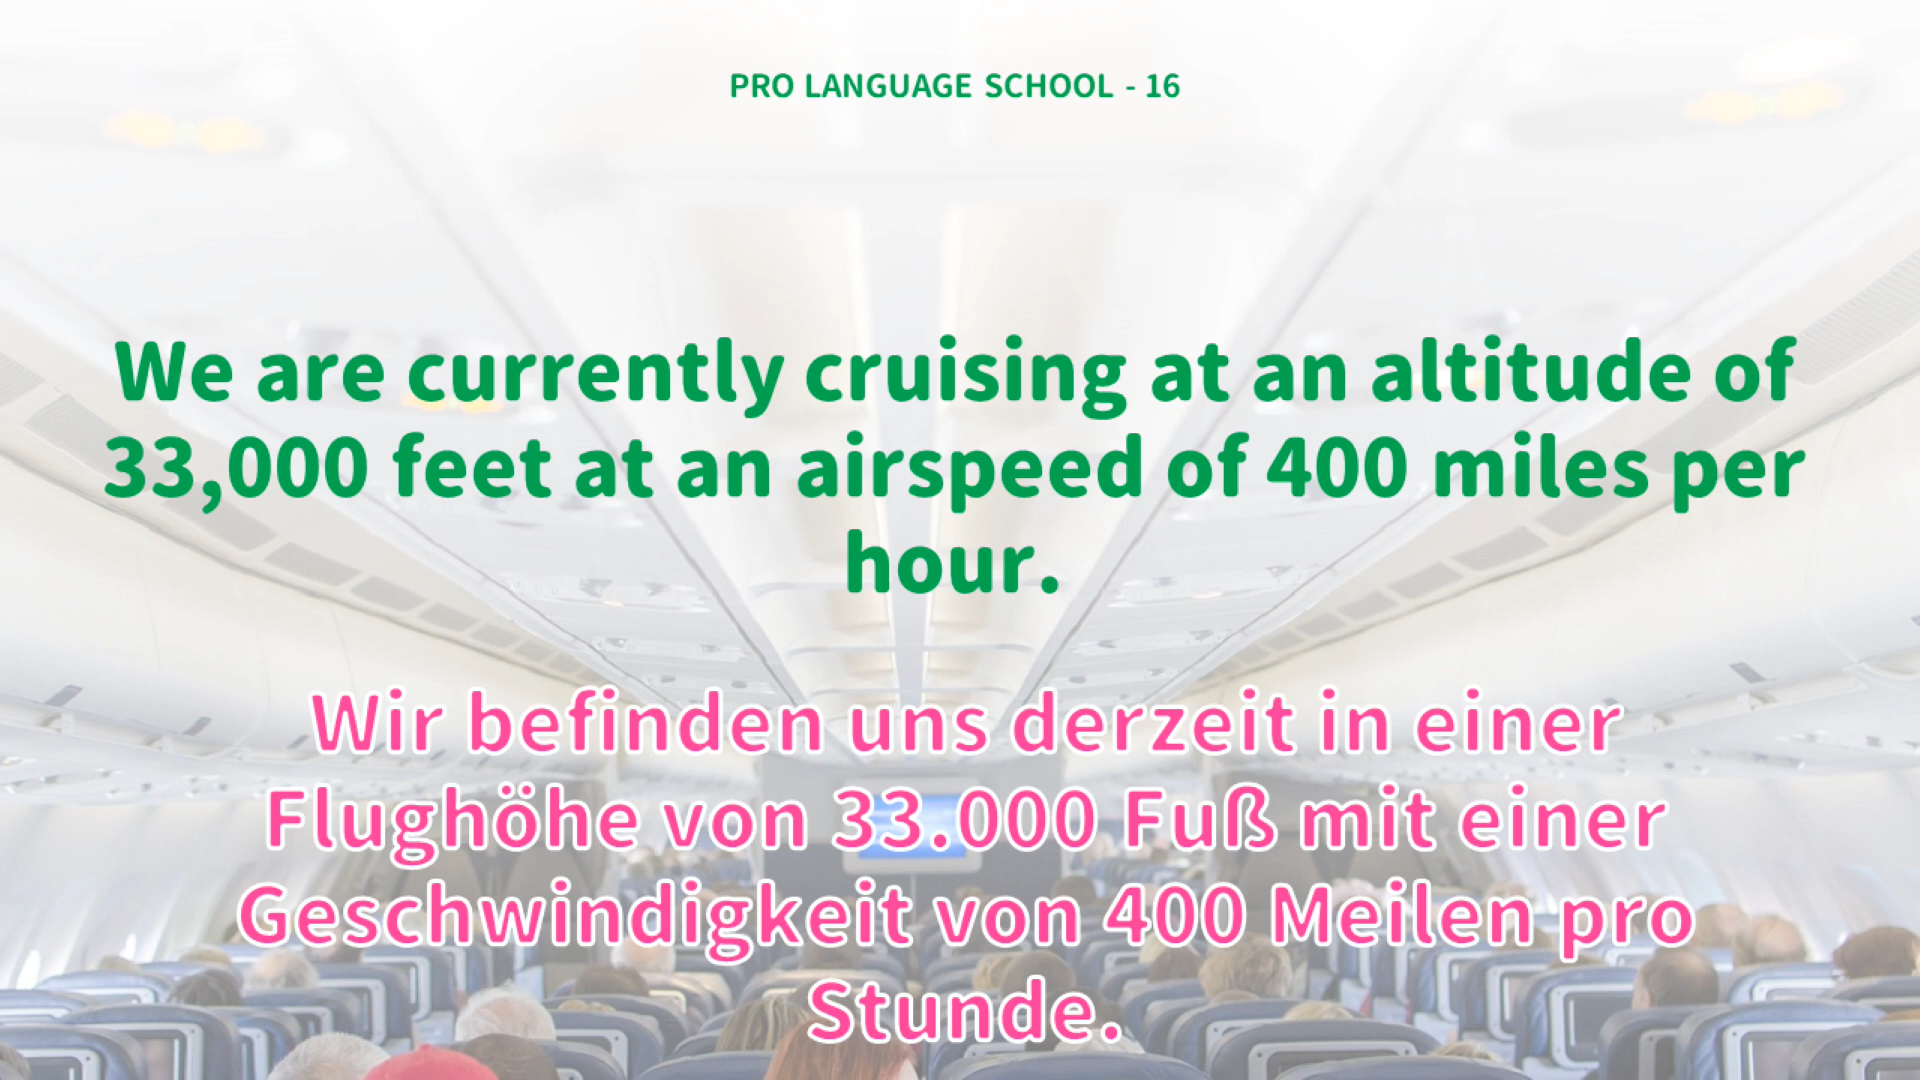 PRO LANGUAGE SCHOOL - 16
We are currently cruising at an altitude of
33,000 feet at an airspeed of 400 miles per
hour.
Wir befinden uns derzeit in einer
Flughöhe von 33.000 Fuß mit einer
Geschwindigkeit von 400 Meilen pro
Stunde.